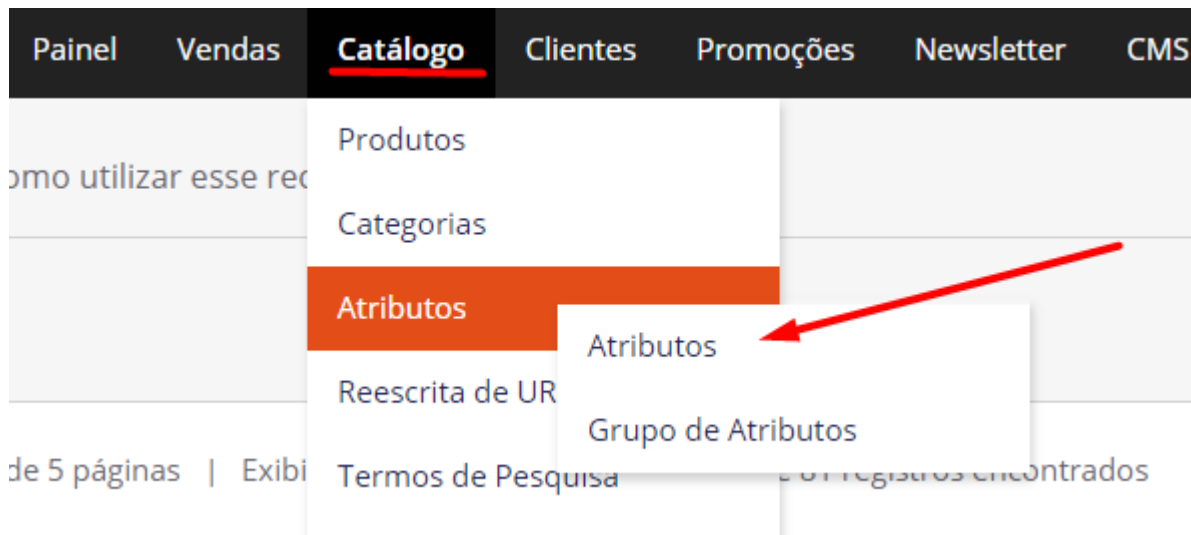 Painel Vendas Catálogo Clientes Promoções Newsletter CMS
Produtos
omo utilizar esse rec
Categorias
Atributos
Atributos
Reescrita de UR
Grupo de Atributos
de 5 páginas | Exibi
Termos de Pesquisa
registros encontrados